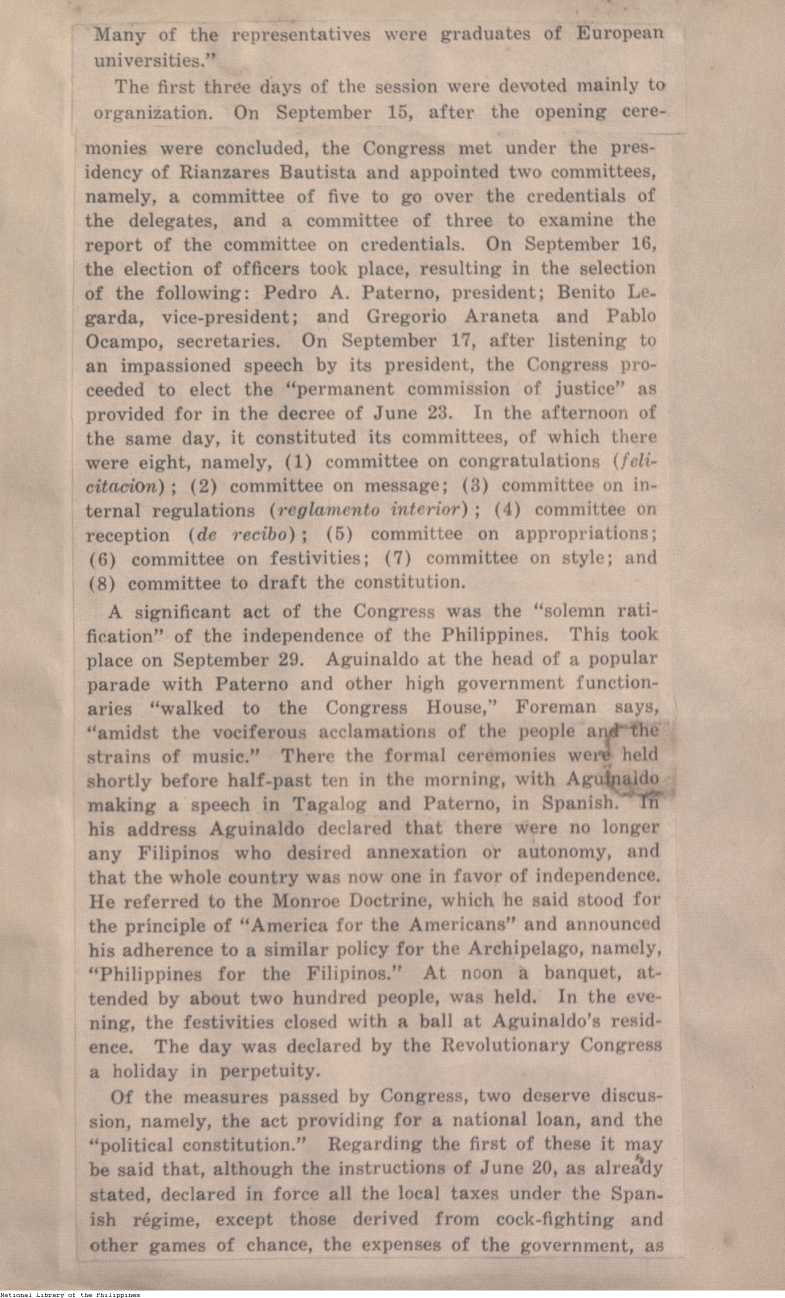 Many of the representatives were graduates of European
universities."
The first three days of the session were devoted mainly to
organization. On September 15, after the opening cere-
monies were concluded, the Congress met under the pres-
idency of Rianzares Bautista and appointed two committees,
namely, a committee of five to go over the credentials of
the delegates, and a committee of three to examine the
report of the committee on credentials. On September 16,
the election of officers took place, resulting in the selection
of the following: Pedro A. Paterno, president; Benito Le-
garda, vice-president; and Gregorio Araneta and Pablo
Ocampo, secretaries. On September 17, after listening to
an impassioned speech by its president, the Congress pro-
ceeded to elect the "permanent commission of justice" as
provided for in the decree of June 23. In the afternoon of
the same day, it constituted its committees, of which there
were eight, namely, (1) committee on congratulations (feli-
citacion); (2) committee on message; (3) committee on in-
ternal regulations (reglamento interior); (4) committee on
reception (de recibo); (5) committee on appropriations;
(6) committee on festivities; (7) committee on style; and
(8) committee to draft the constitution.
A significant act of the Congress was the "solemn rati-
fication" of the independence of the Philippines. This took
place on September 29. Aguinaldo at the head of a popular
parade with Paterno and other high government function-
aries "walked to the Congress House," Foreman says,
"amidst the vociferous acclamations of the people and the
strains of music." There the formal ceremonies were held
shortly before half-past ten in the morning, with Aguinaldo
making a speech in Tagalog and Paterno, in Spanish. In
his address Aguinaldo declared that there were no longer
any Filipinos who desired annexation or autonomy, and
that the whole country was now one in favor of independence.
He referred to the Monroe Doctrine, which he said stood for
the principle of "America for the Americans" and announced
his adherence to a similar policy for the Archipelago, namely,
"Philippines for the Filipinos." At noon a banquet, at-
tended by about two hundred people, was held. In the eve-
ning, the festivities closed with a ball at Aguinaldo's resid-
ence. The day was declared by the Revolutionary Congress
a holiday in perpetuity.
Of the measures passed by Congress, two deserve discus-
sion, namely, the act providing for a national loan, and the
"political constitution." Regarding the first of these it may
be said that, although the instructions of June 20, as already
stated, declared in force all the local taxes under the Span-
ish régime, except those derived from cock-fighting and
other games of chance, the expenses of the government, as
National Library of the Philippines